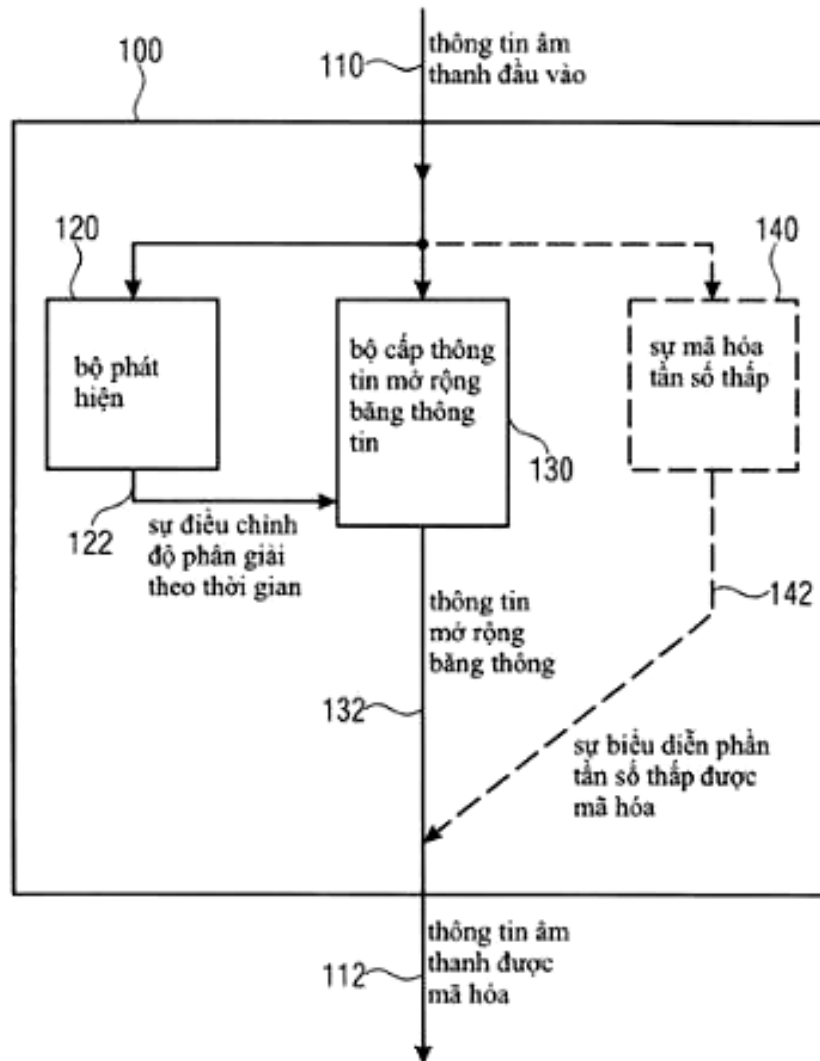 100
110
thông tin âm
thanh đầu vào
120
140
bộ phát
hiện
bộ cấp thông
tin mở rộng
băng thông
tin
sự mã hóa
tần số thấp
130
122
sự điều chỉnh
độ phân giải
theo thời gian
142
thông tin
mở rộng
băng thông
132
sự biểu diễn phần
tần số thấp được
mã hóa
112
thông tin âm
thanh được
mã hóa